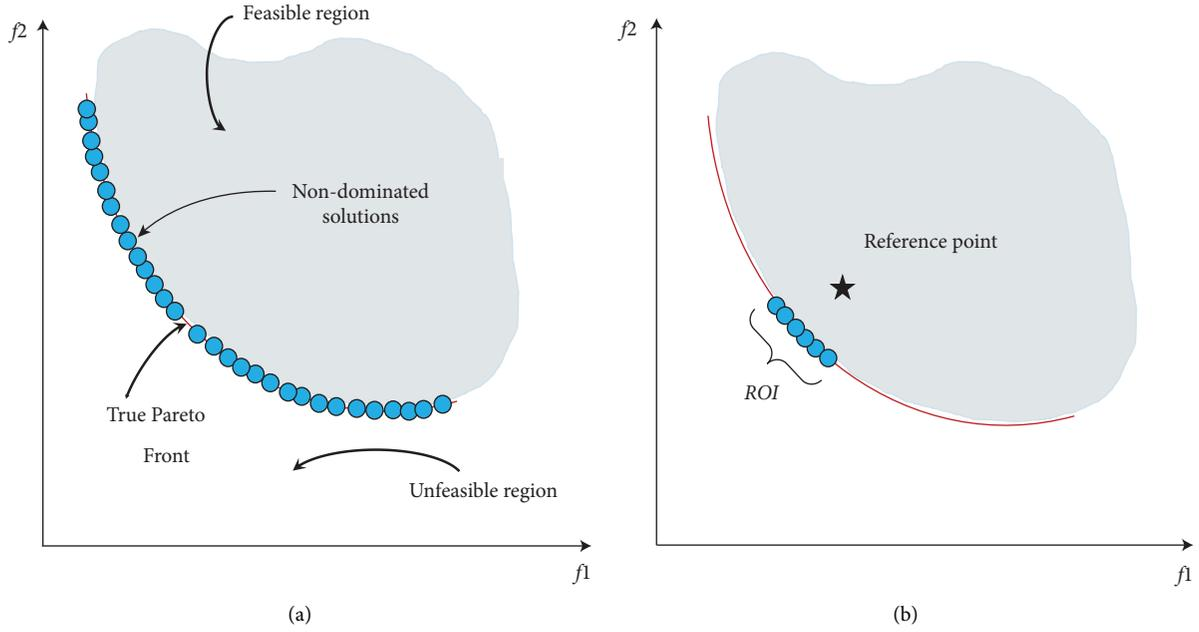 f2
Feasible region
Non-dominated
solutions
True Pareto
Front
Unfeasible region
f1
(a)
f2
Reference point
ROI
f1
(b)